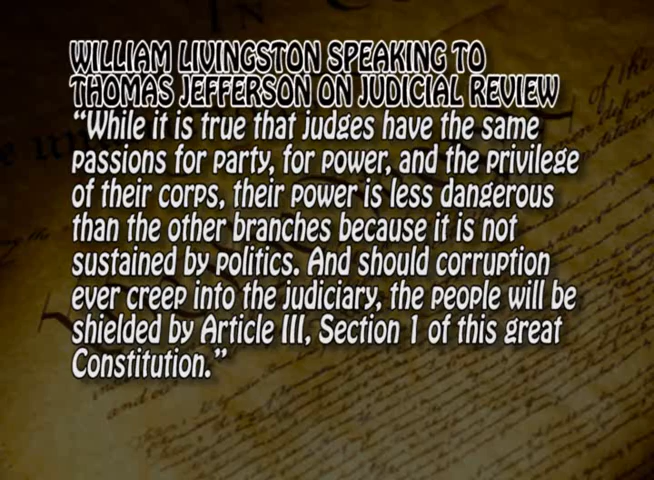 WILLIAM LIVINGSTON SPEAKING TO
THOMAS JEFFERSON ON JUDICIAL REVIEW
“While it is true that judges have the same
passions for party, for power, and the privilege
of their corps, their power is less dangerous
than the other branches because it is not
sustained by politics. And should corruption
ever creep into the judiciary, the people will be
shielded by Article III, Section 1 of this great
Constitution.”